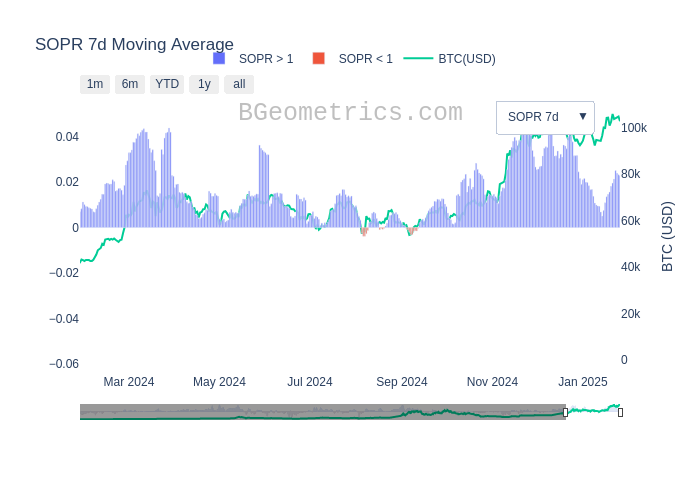 SOPR 7d Moving Average
SOPR > 1 SOPR < 1 BTC(USD)
1m 6m YTD 1y all
BGeometrics.com
SOPR 7d ▼
0.04
0.02
0
−0.02
−0.04
−0.06
100k
80k
60k
40k
20k
0
BTC (USD)
Mar 2024 May 2024 Jul 2024 Sep 2024 Nov 2024 Jan 2025